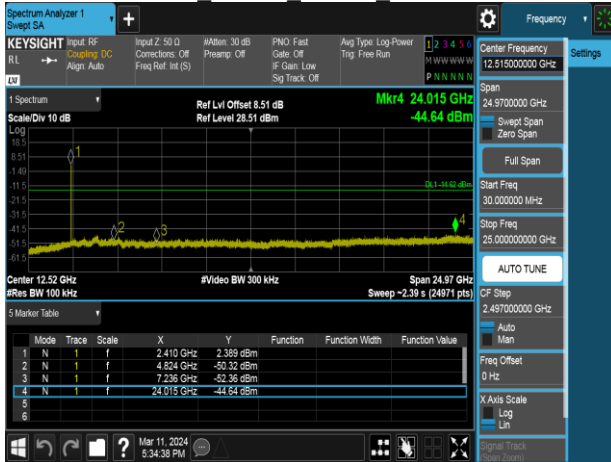 Spectrum Analyzer 1
Swept SA
+
Frequency
KEYSIGHT
Input: RF
Input Z: 50 Ω
#Atten: 30 dB
PNO: Fast
Avg Type: Log-Power
1 2 3 4 5 6
RL
Coupling: DC
Corrections: Off
Preamp: Off
Gate: Off
Trig: Free Run
M W W W W W
Align: Auto
Freq Ref: Int (S)
IF Gain: Low
Sig Track: Off
P N N N N N
LXI
1 Spectrum
Ref Lvl Offset 8.51 dB
Mkr4 24.015 GHz
Scale/Div 10 dB
Ref Level 28.51 dBm
-44.64 dBm
Log
18.5
8.51
-1.49
-11.5
-21.5
-31.5
-41.5
-51.5
-61.5
1
DL1 -14.62 dBm
2
3
4
Center 12.52 GHz
#Video BW 300 kHz
Span 24.97 GHz
#Res BW 100 kHz
Sweep ~2.39 s (24971 pts)
5 Marker Table
Mode Trace Scale X Y Function Function Width Function Value
1 N 1 f 2.410 GHz 2.389 dBm
2 N 1 f 4.824 GHz -50.32 dBm
3 N 1 f 7.236 GHz -52.36 dBm
4 N 1 f 24.015 GHz -44.64 dBm
5
6
?
Mar 11, 2024
5:34:38 PM
Center Frequency
12.515000000 GHz
Settings
Span
24.9700000 GHz
Swept Span
Zero Span
Full Span
Start Freq
30.000000 MHz
Stop Freq
25.000000000 GHz
AUTO TUNE
CF Step
2.497000000 GHz
Auto
Man
Freq Offset
0 Hz
X Axis Scale
Log
Lin
Signal Track
(Span Zoom)